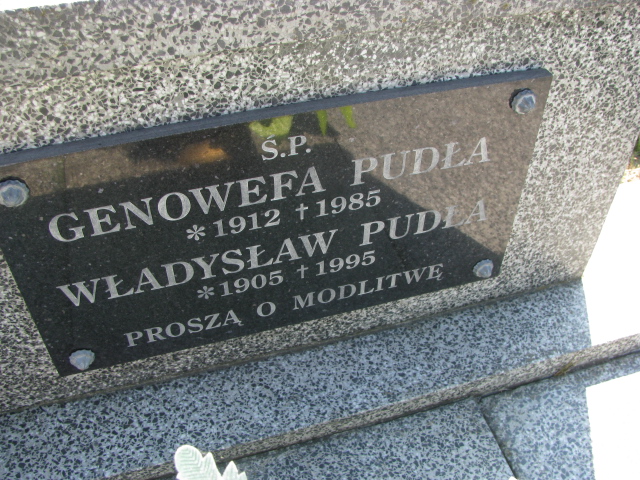 Ś.P.
GENOWEFA PUDŁA
*1912 †1985
WŁADYSŁAW PUDŁA
*1905 †1995
PROSZĄ O MODLITWĘ